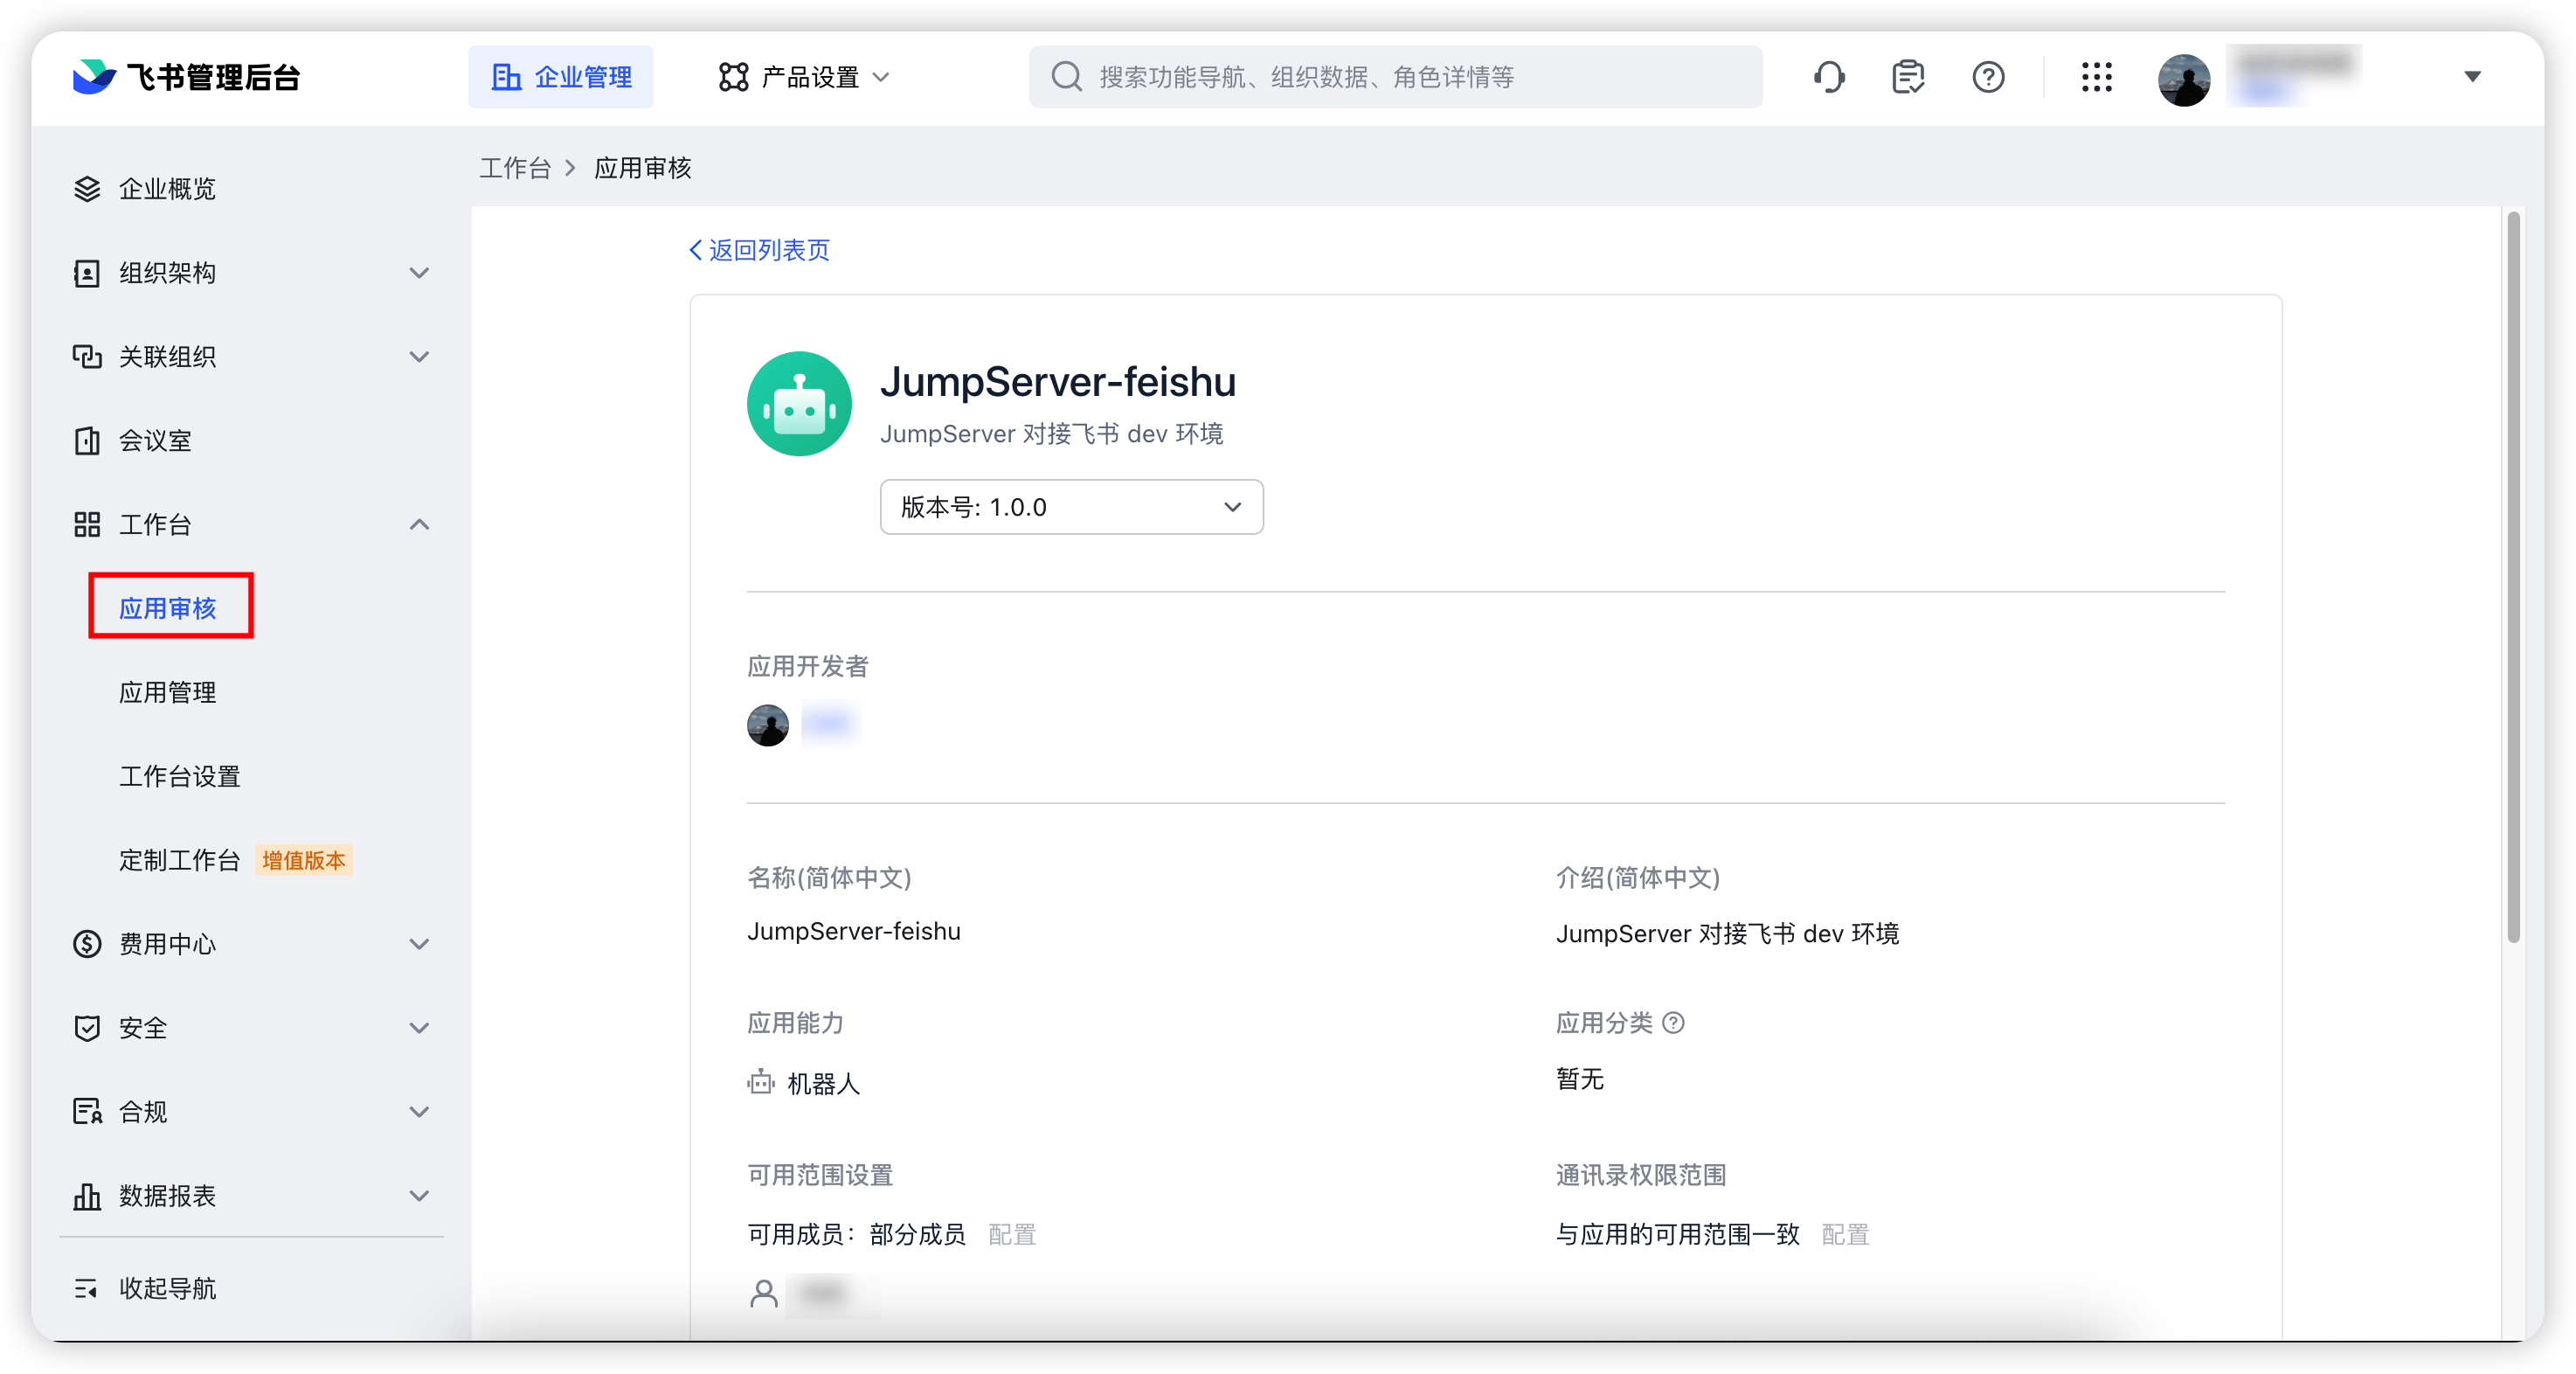 飞书管理后台
企业管理
产品设置
搜索功能导航、组织数据、角色详情等
企业概览
组织架构
关联组织
会议室
工作台
应用审核
应用管理
工作台设置
定制工作台 增值版本
费用中心
安全
合规
数据报表
收起导航
工作台 > 应用审核
返回列表页
JumpServer-feishu
JumpServer 对接飞书 dev 环境
版本号: 1.0.0
应用开发者
名称(简体中文)
JumpServer-feishu
介绍(简体中文)
JumpServer 对接飞书 dev 环境
应用能力
机器人
应用分类
暂无
可用范围设置
可用成员：部分成员 配置
通讯录权限范围
与应用的可用范围一致 配置